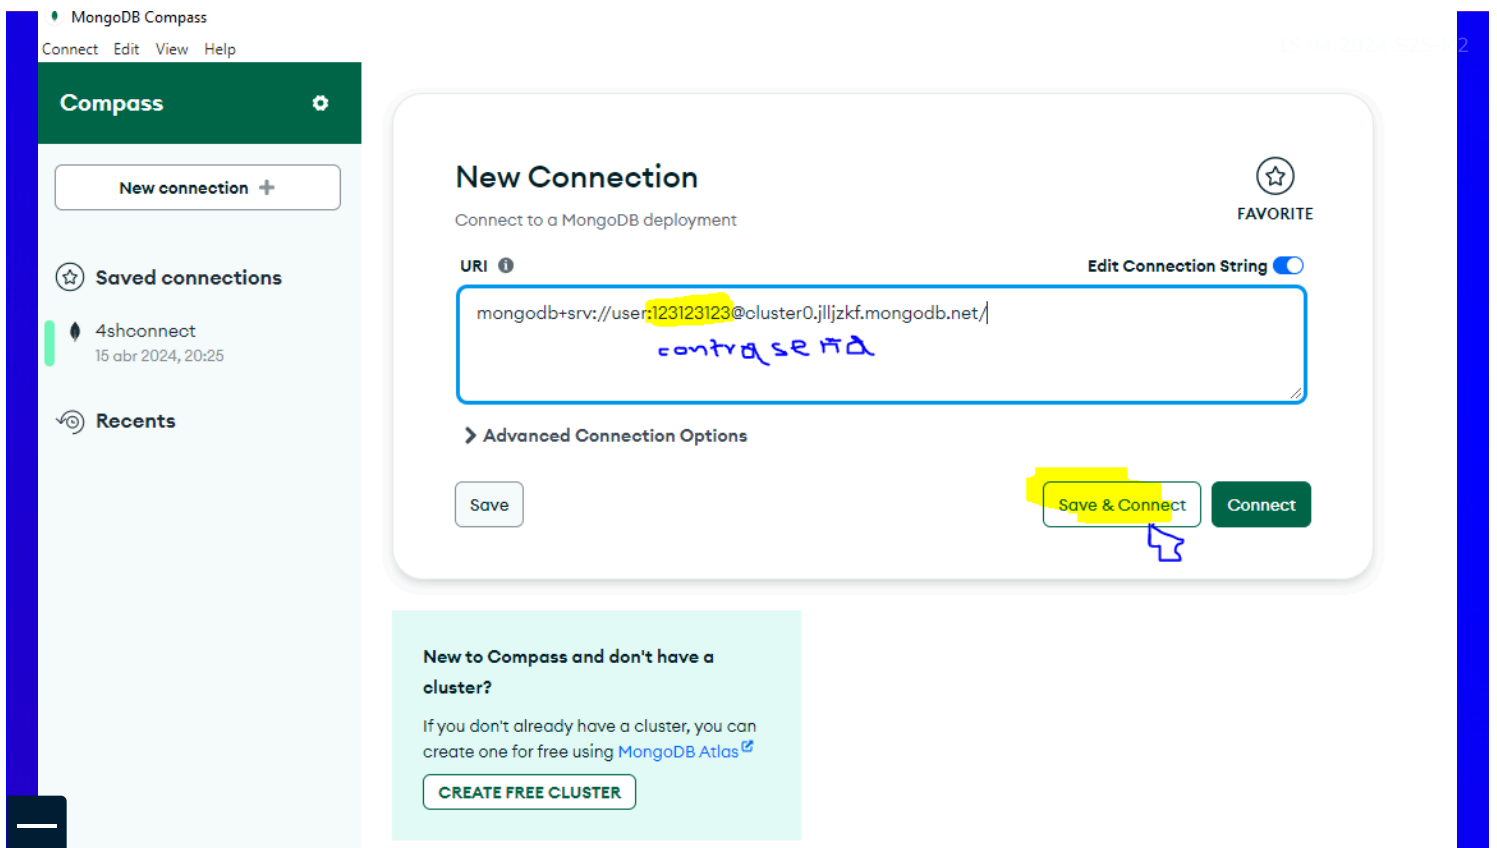 MongoDB Compass
Connect Edit View Help
Compass
New connection +
Saved connections
4shconnect
15 abr 2024, 20:25
Recents
New Connection
Connect to a MongoDB deployment
FAVORITE
URI
Edit Connection String
mongodb+srv://user:123123123@cluster0.jlljzkf.mongodb.net/
contraseña
Advanced Connection Options
Save
Save & Connect
Connect
New to Compass and don't have a
cluster?
If you don't already have a cluster, you can
create one for free using MongoDB Atlas
CREATE FREE CLUSTER